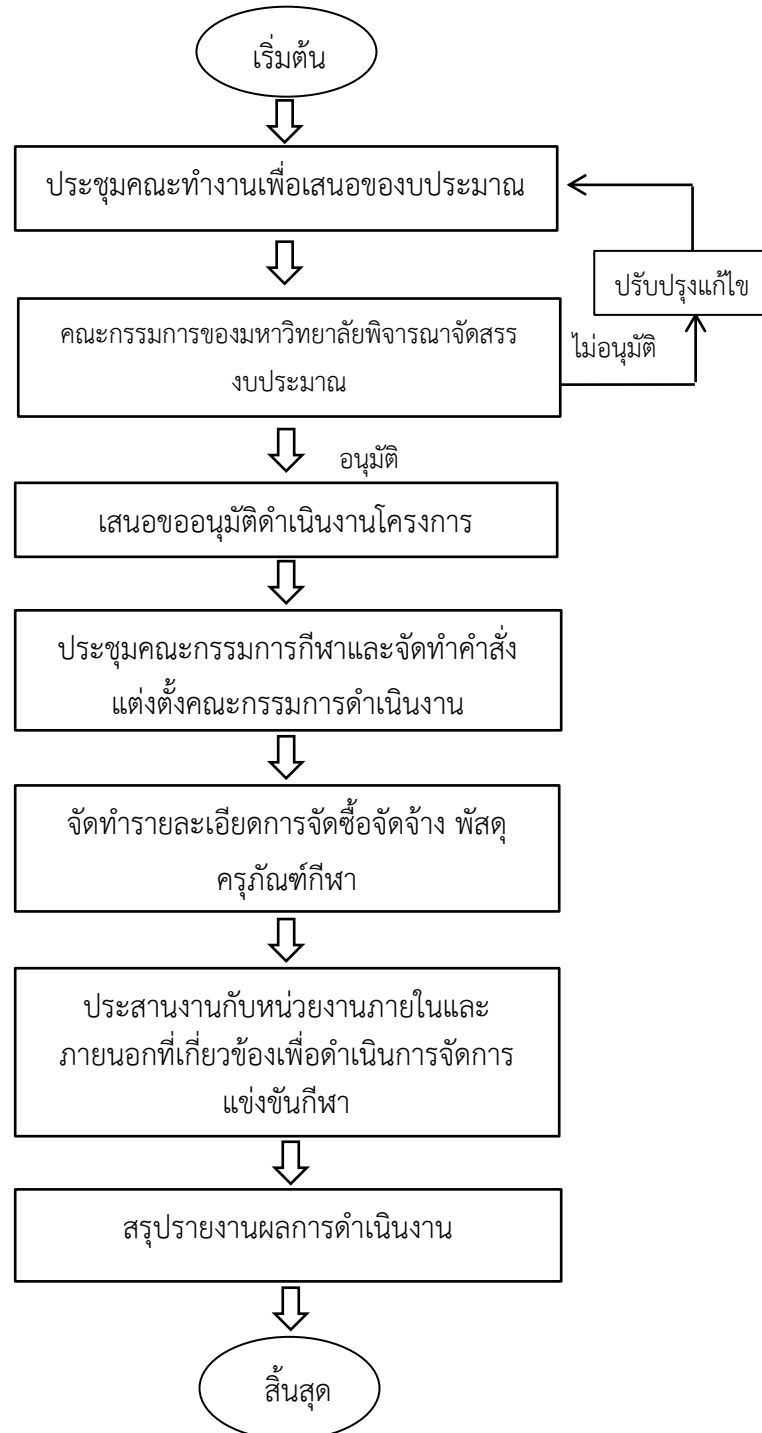 เริ่มต้น
ประชุมคณะทำงานเพื่อเสนอของบประมาณ
ปรับปรุงแก้ไข
คณะกรรมการของมหาวิทยาลัยพิจารณาจัดสรร
งบประมาณ
ไม่อนุมัติ
อนุมัติ
เสนอขออนุมัติดำเนินงานโครงการ
ประชุมคณะกรรมการกีฬาและจัดทำคำสั่ง
แต่งตั้งคณะกรรมการดำเนินงาน
จัดทำรายละเอียดการจัดซื้อจัดจ้าง พัสดุ
ครุภัณฑ์กีฬา
ประสานงานกับหน่วยงานภายในและ
ภายนอกที่เกี่ยวข้องเพื่อดำเนินการจัดการ
แข่งขันกีฬา
สรุปรายงานผลการดำเนินงาน
สิ้นสุด